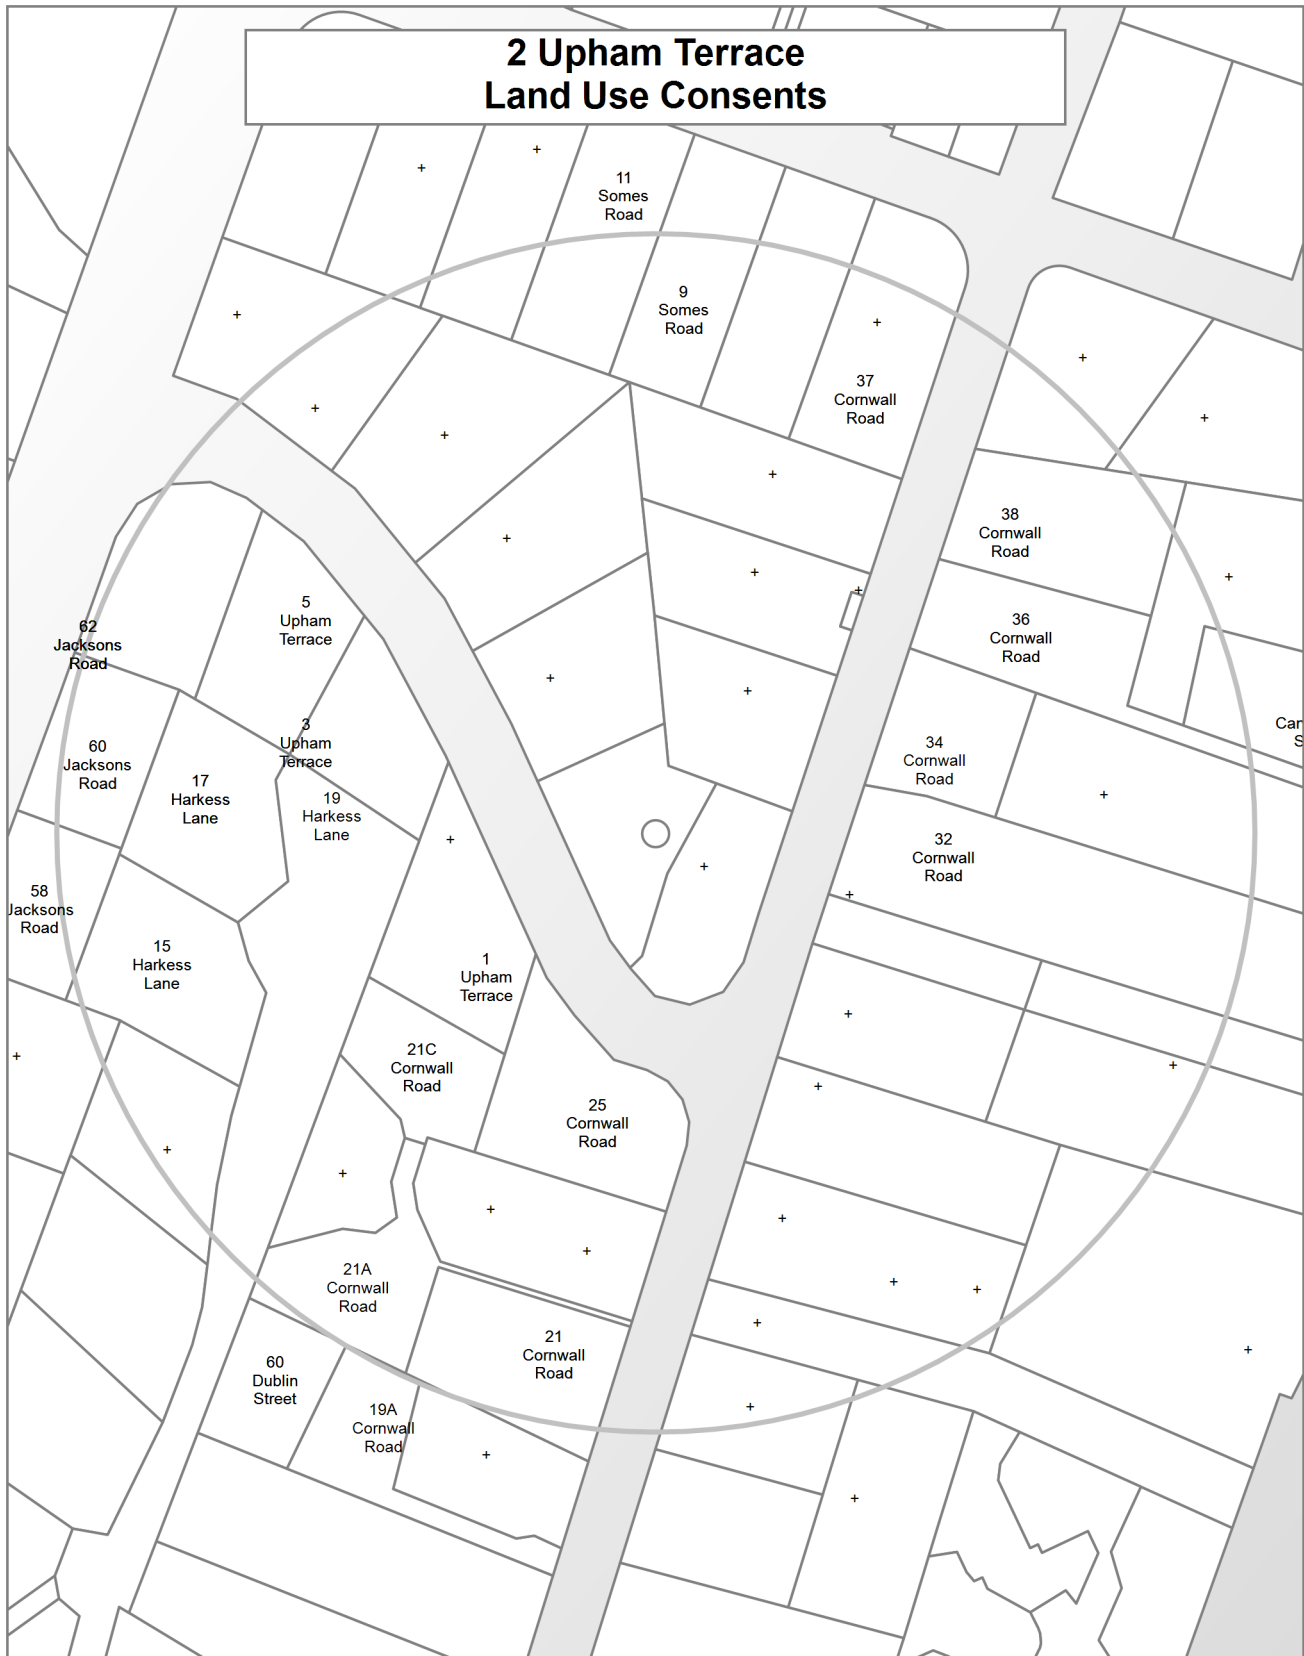 2 Upham Terrace
Land Use Consents
11
Somes
Road
9
Somes
Road
37
Cornwall
Road
38
Cornwall
Road
5
Upham
Terrace
36
Cornwall
Road
62
Jacksons
Road
3
Upham
Terrace
34
Cornwall
Road
60
Jacksons
Road
17
Harkess
Lane
19
Harkess
Lane
32
Cornwall
Road
58
Jacksons
Road
15
Harkess
Lane
1
Upham
Terrace
21C
Cornwall
Road
25
Cornwall
Road
21A
Cornwall
Road
21
Cornwall
Road
60
Dublin
Street
19A
Cornwall
Road